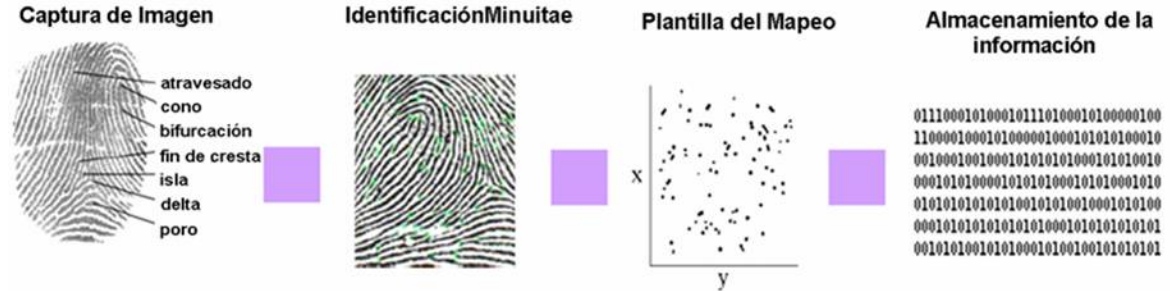 Captura de Imagen
atravesado
cono
bifurcación
fin de cresta
isla
delta
poro
IdentificaciónMinuitae
Plantilla del Mapeo
x
y
Almacenamiento de la
información
0111000101000101110100010100000100
1100001000101000001000101010100010
0010001001000101010101000101010010
0001010100001010101000101010001010
0101010101010101001010100100010100
0001010101010101010001010101010101
0010101001010100010100100101010101